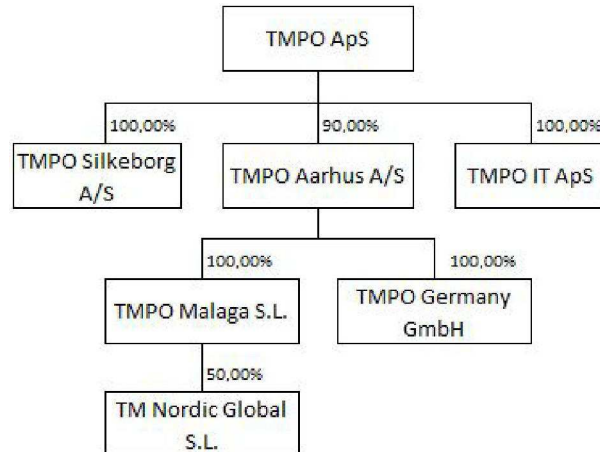 TMPO ApS
100,00%
90,00%
100,00%
TMPO Silkeborg
A/S
TMPO Aarhus A/S
TMPO IT ApS
100,00%
100,00%
TMPO Malaga S.L.
TMPO Germany
GmbH
50,00%
TM Nordic Global
S.L.